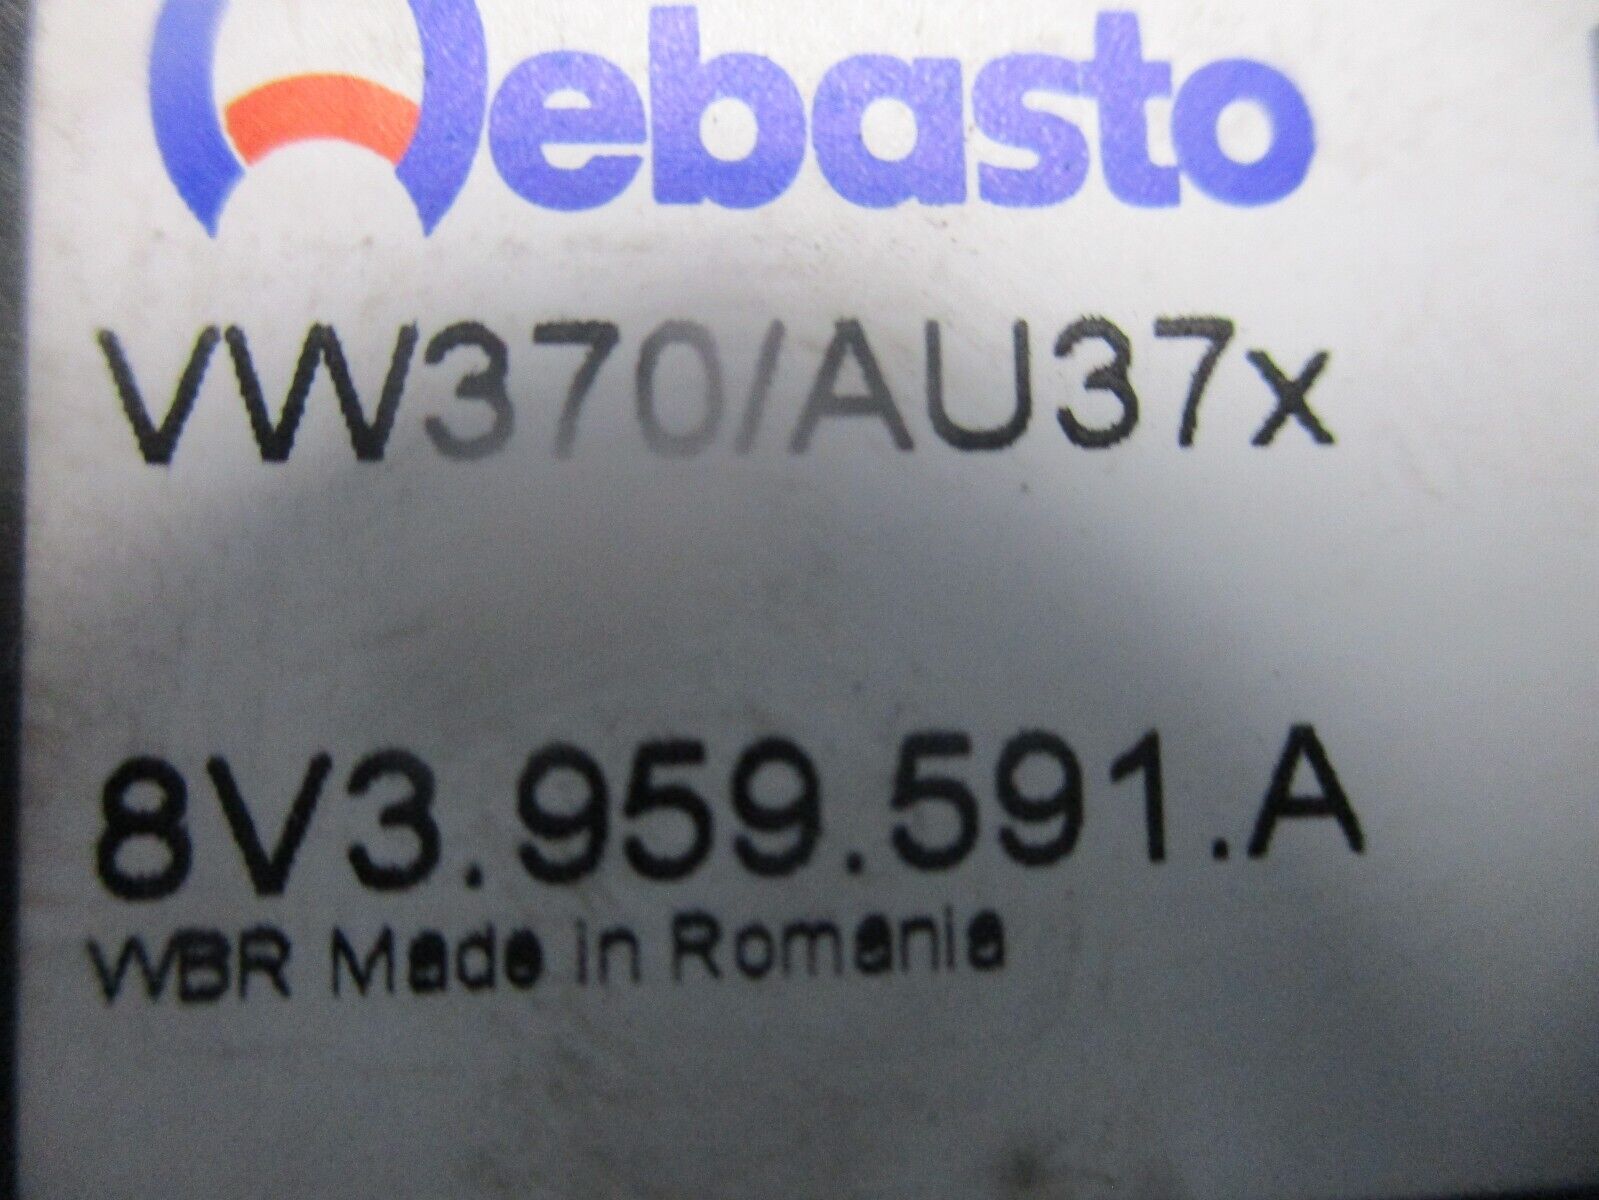 Webasto
VW370/AU37x
8V3.959.591.A
WBR Made in Romania